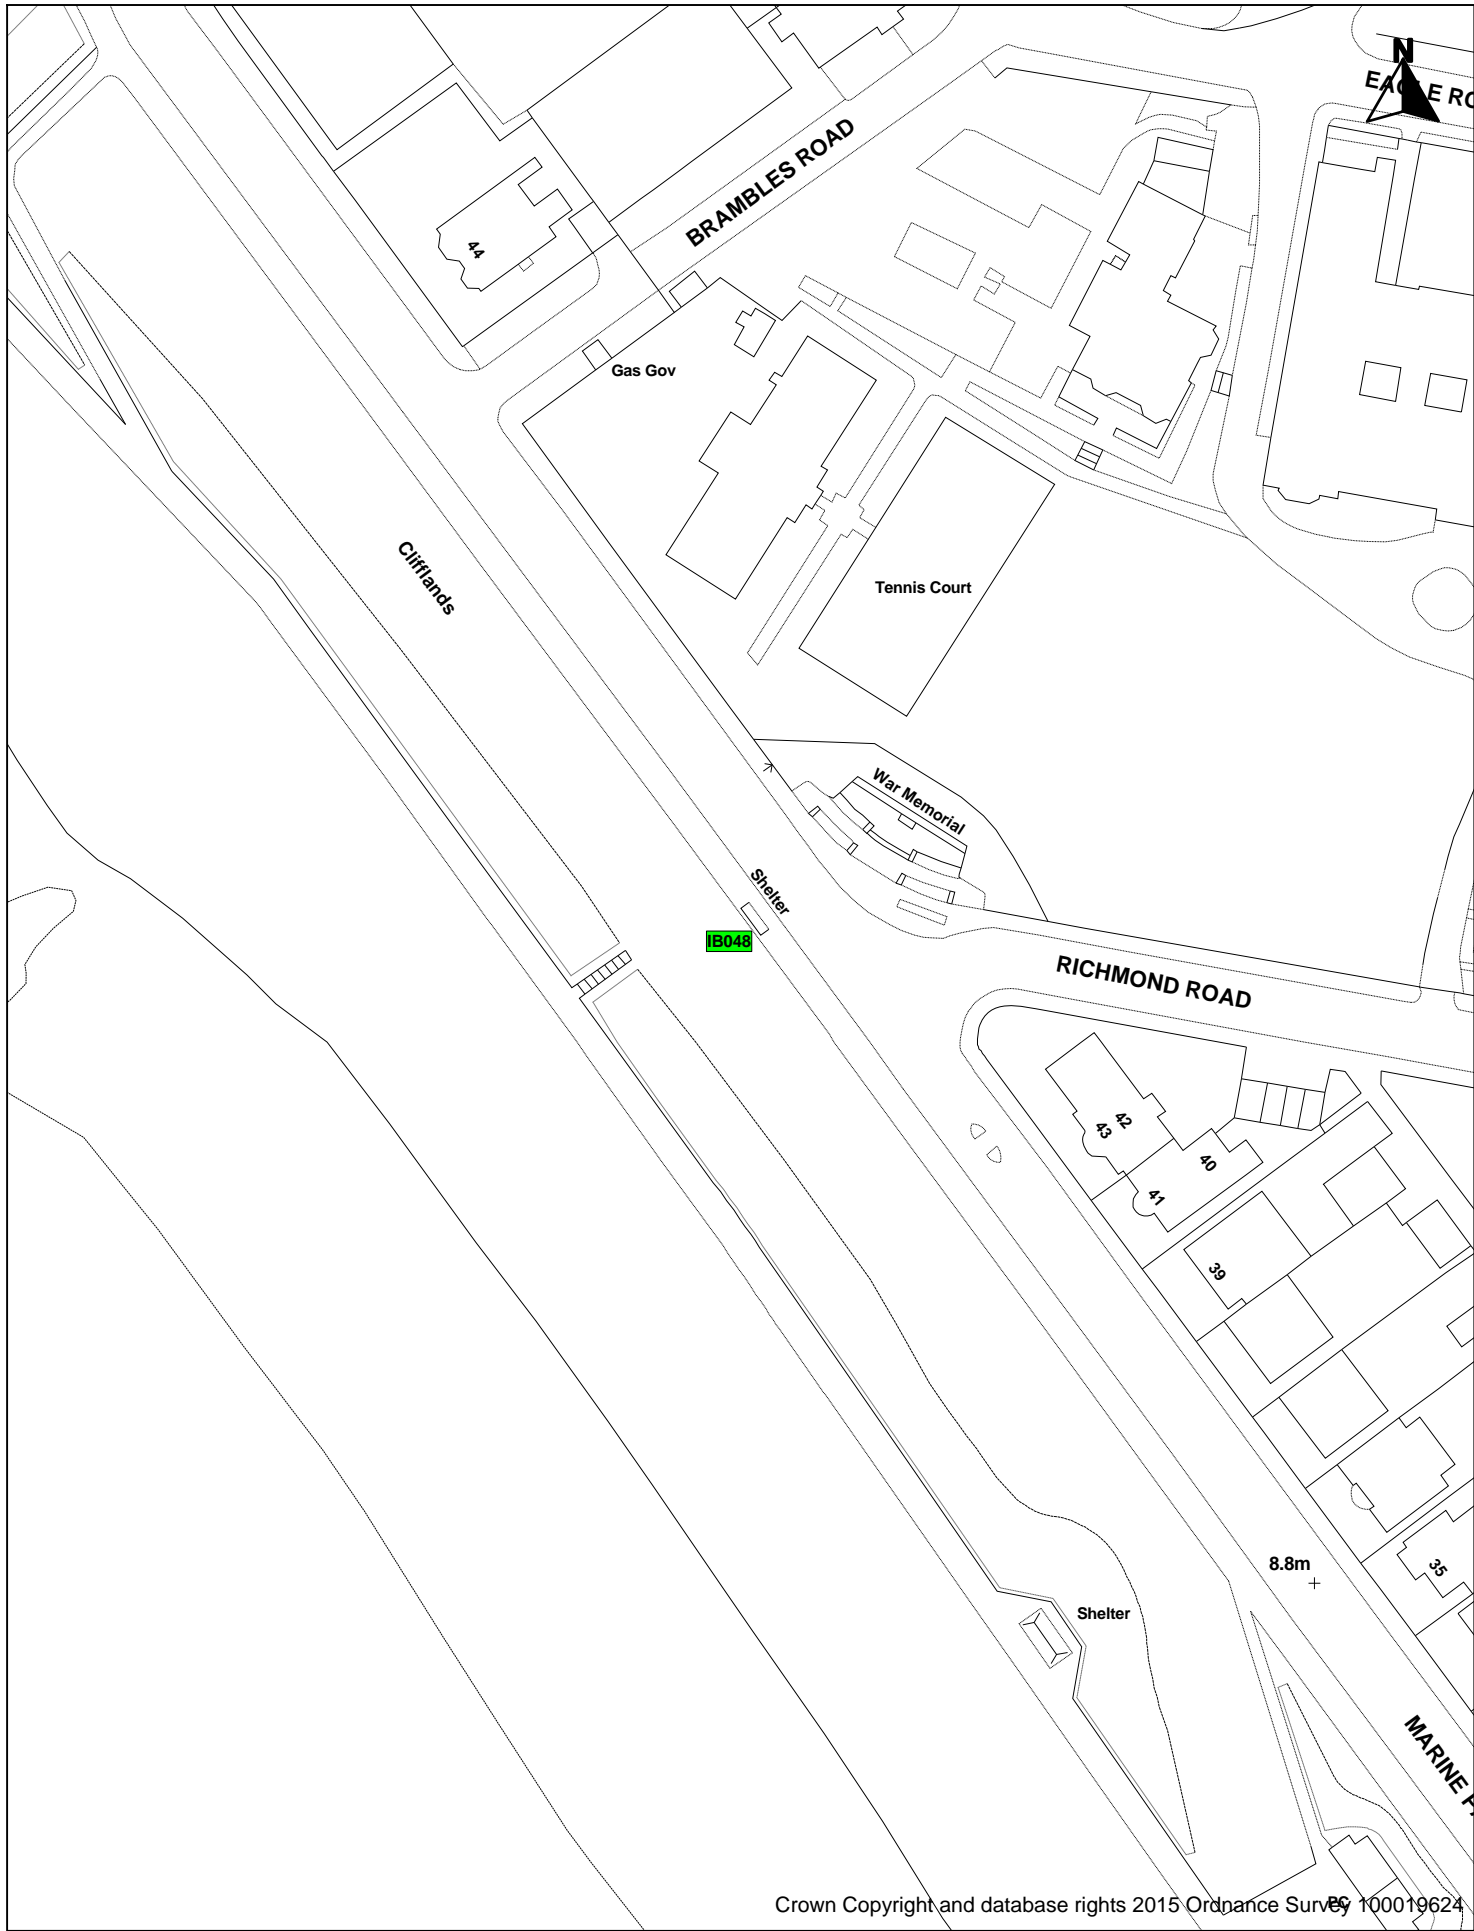 N
EAGLE RO
BRAMBLES ROAD
44
Gas Gov
Clifflands
Tennis Court
War Memorial
Shelter
IB048
RICHMOND ROAD
42
43
40
41
39
8.8m
35
Shelter
MARINE P
PC
Crown Copyright and database rights 2015 Ordnance Survey 100019624